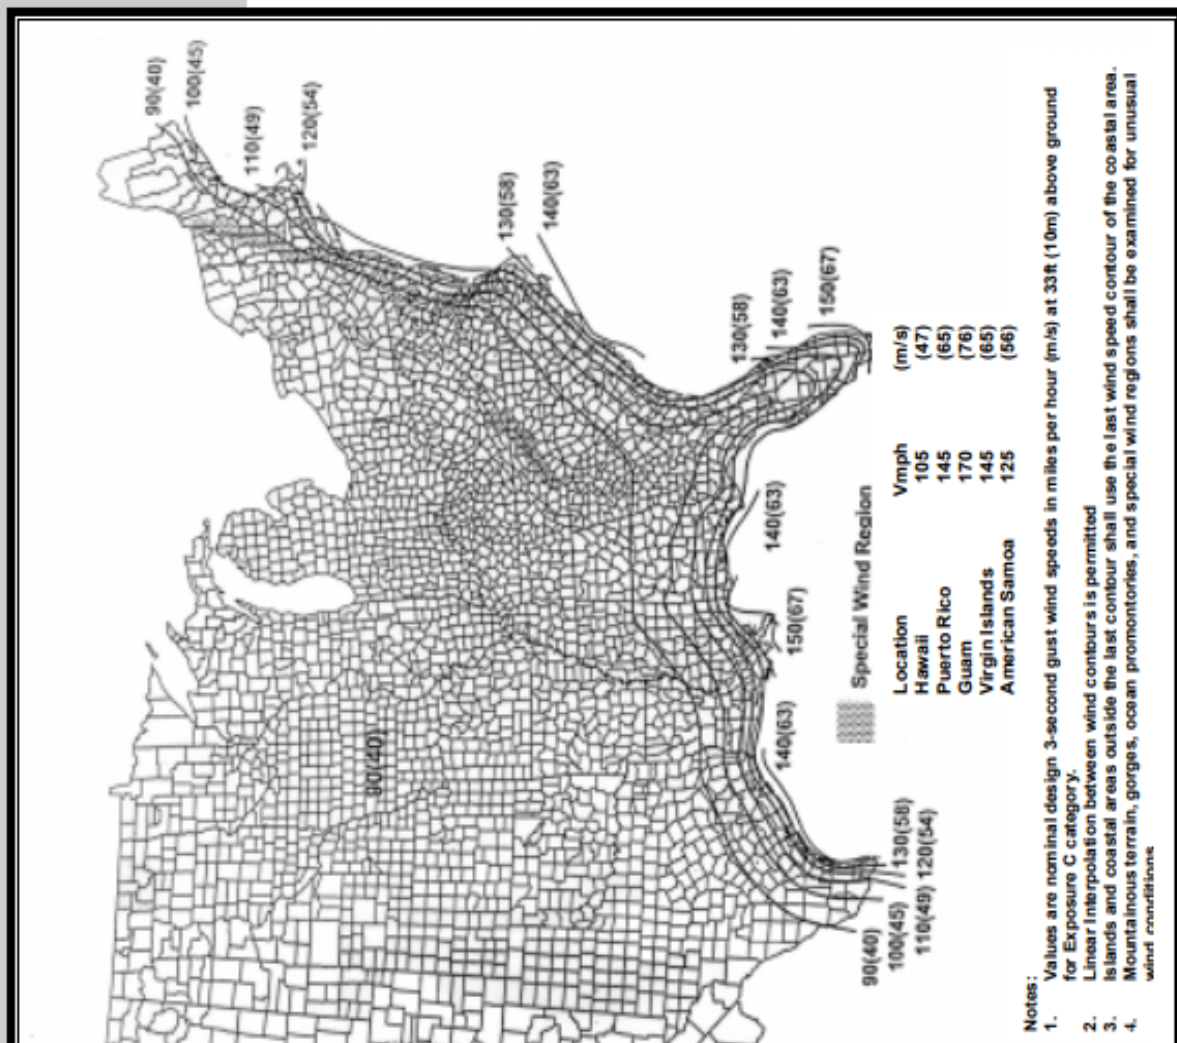 90(40)
100(45)
110(49)
120(54)
130(58)
140(63)
130(58)
140(63)
150(67)
140(63)
150(67)
140(63)
90(40)
130(58)
120(54)
110(49)
100(45)
90(40)
Special Wind Region
Location Vmph (m/s)
Hawaii 105 (47)
Puerto Rico 145 (65)
Guam 170 (76)
Virgin Islands 145 (65)
American Samoa 125 (56)
Notes:
1. Values are nominal design 3-second gust wind speeds in miles per hour (m/s) at 33ft (10m) above ground
for Exposure C category.
2. Linear Interpolation between wind contours is permitted
3. Islands and coastal areas outside the last contour shall use the last wind speed contour of the coastal area.
4. Mountainous terrain, gorges, ocean promontories, and special wind regions shall be examined for unusual
wind conditions